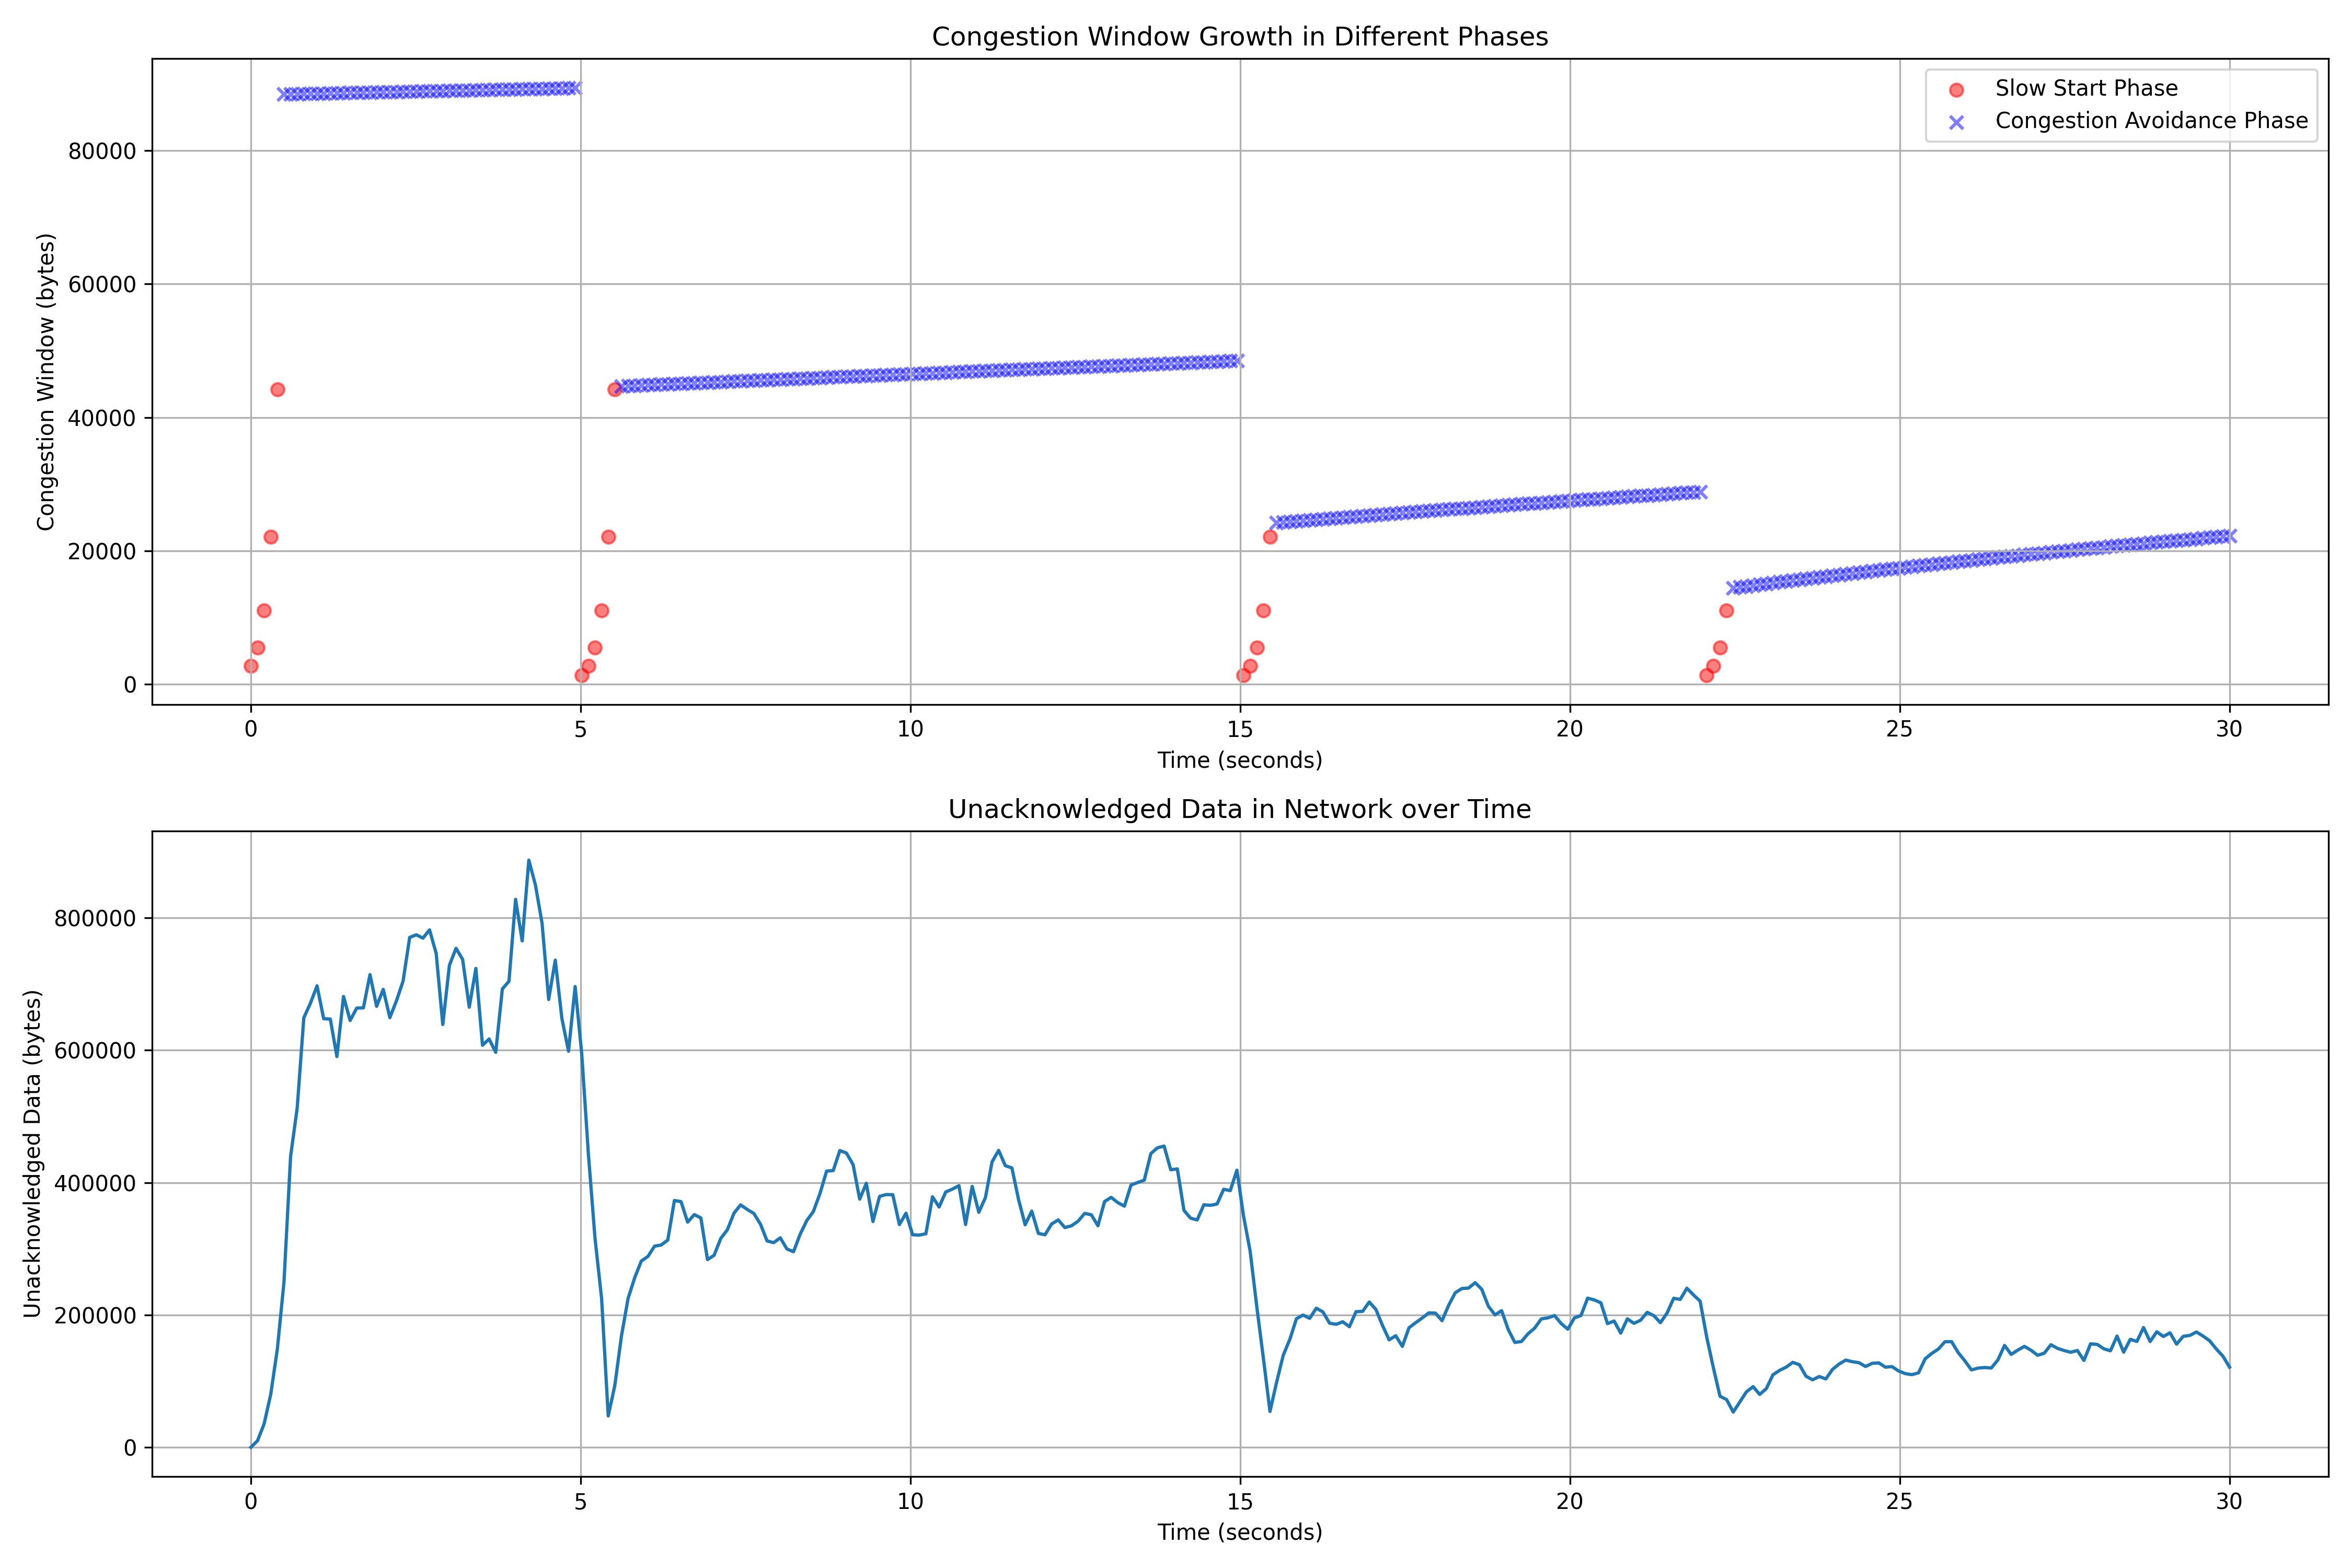 Congestion Window Growth in Different Phases
Congestion Window (bytes)
80000
60000
40000
20000
0
Slow Start Phase
Congestion Avoidance Phase
0 5 10 15 20 25 30
Time (seconds)
Unacknowledged Data in Network over Time
Unacknowledged Data (bytes)
800000
600000
400000
200000
0
0 5 10 15 20 25 30
Time (seconds)